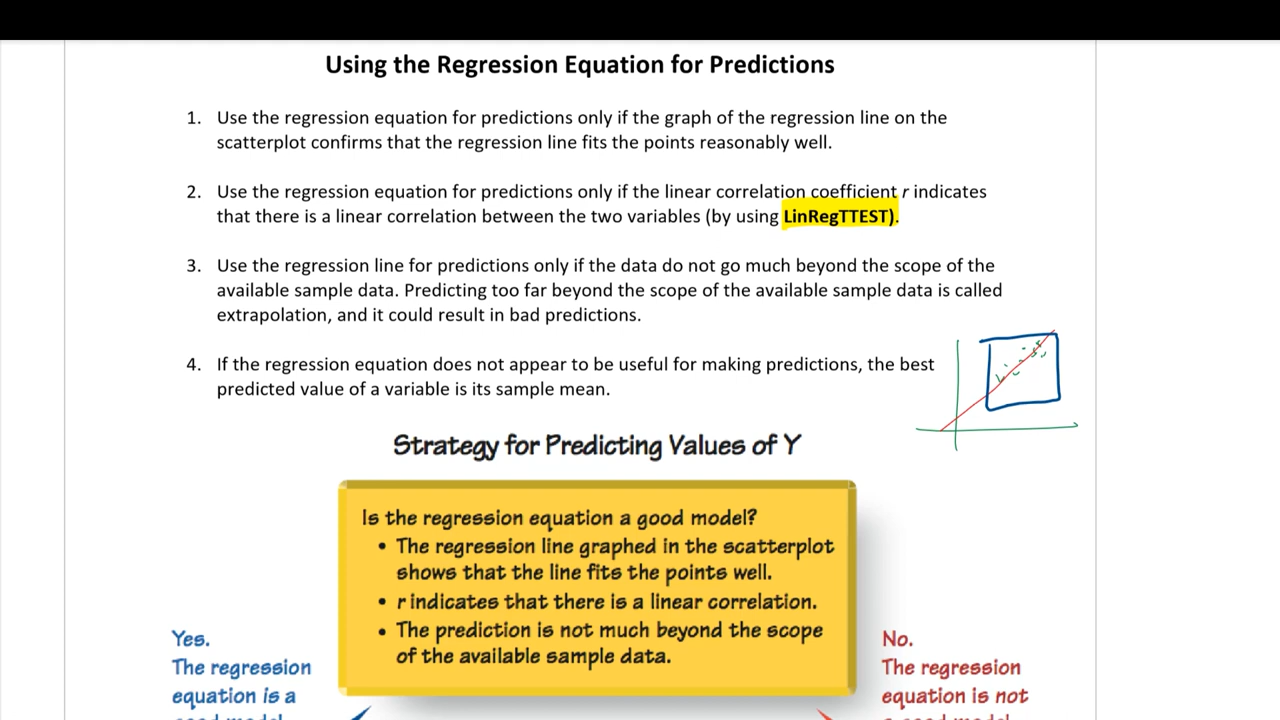 Using the Regression Equation for Predictions
1. Use the regression equation for predictions only if the graph of the regression line on the
scatterplot confirms that the regression line fits the points reasonably well.
2. Use the regression equation for predictions only if the linear correlation coefficient r indicates
that there is a linear correlation between the two variables (by using LinRegTTEST).
3. Use the regression line for predictions only if the data do not go much beyond the scope of the
available sample data. Predicting too far beyond the scope of the available sample data is called
extrapolation, and it could result in bad predictions.
4. If the regression equation does not appear to be useful for making predictions, the best
predicted value of a variable is its sample mean.
Strategy for Predicting Values of Y
Is the regression equation a good model?
• The regression line graphed in the scatterplot
shows that the line fits the points well.
• r indicates that there is a linear correlation.
• The prediction is not much beyond the scope
of the available sample data.
Yes.
The regression
equation is a
good model
No.
The regression
equation is not
a good model